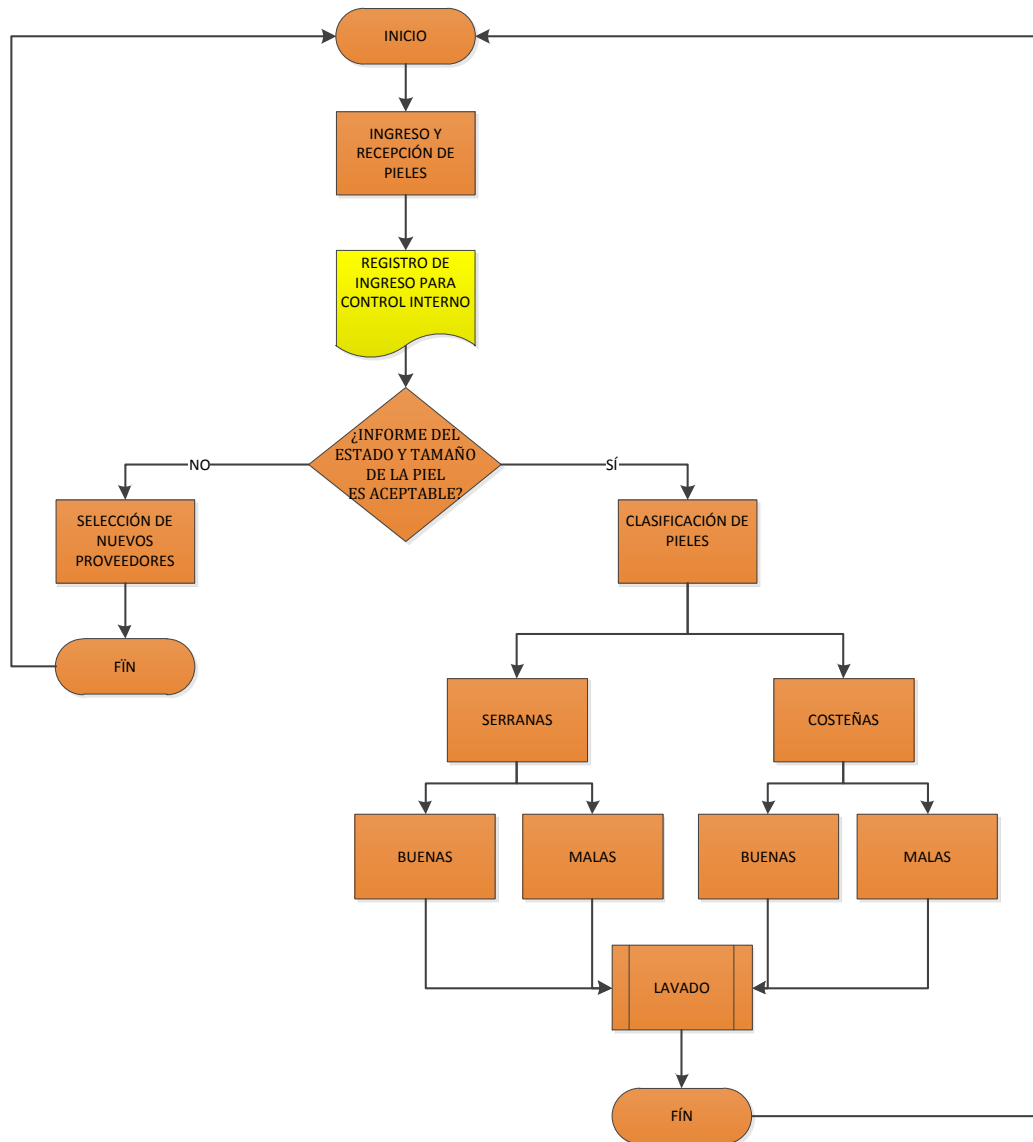 INICIO
INGRESO Y
RECEPCIÓN DE
PIELES
REGISTRO DE
INGRESO PARA
CONTROL INTERNO
¿INFORME DEL
ESTADO Y TAMAÑO
DE LA PIEL
ES ACEPTABLE?
NO
SÍ
SELECCIÓN DE
NUEVOS
PROVEEDORES
CLASIFICACIÓN DE
PIELES
FÏN
SERRANAS
COSTEÑAS
BUENAS
MALAS
BUENAS
MALAS
LAVADO
FÍN